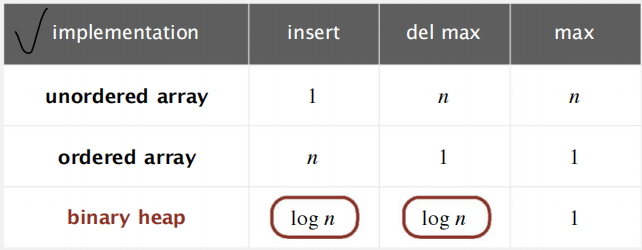 implementation insert del max max
unordered array 1 n n
ordered array n 1 1
binary heap log n log n 1